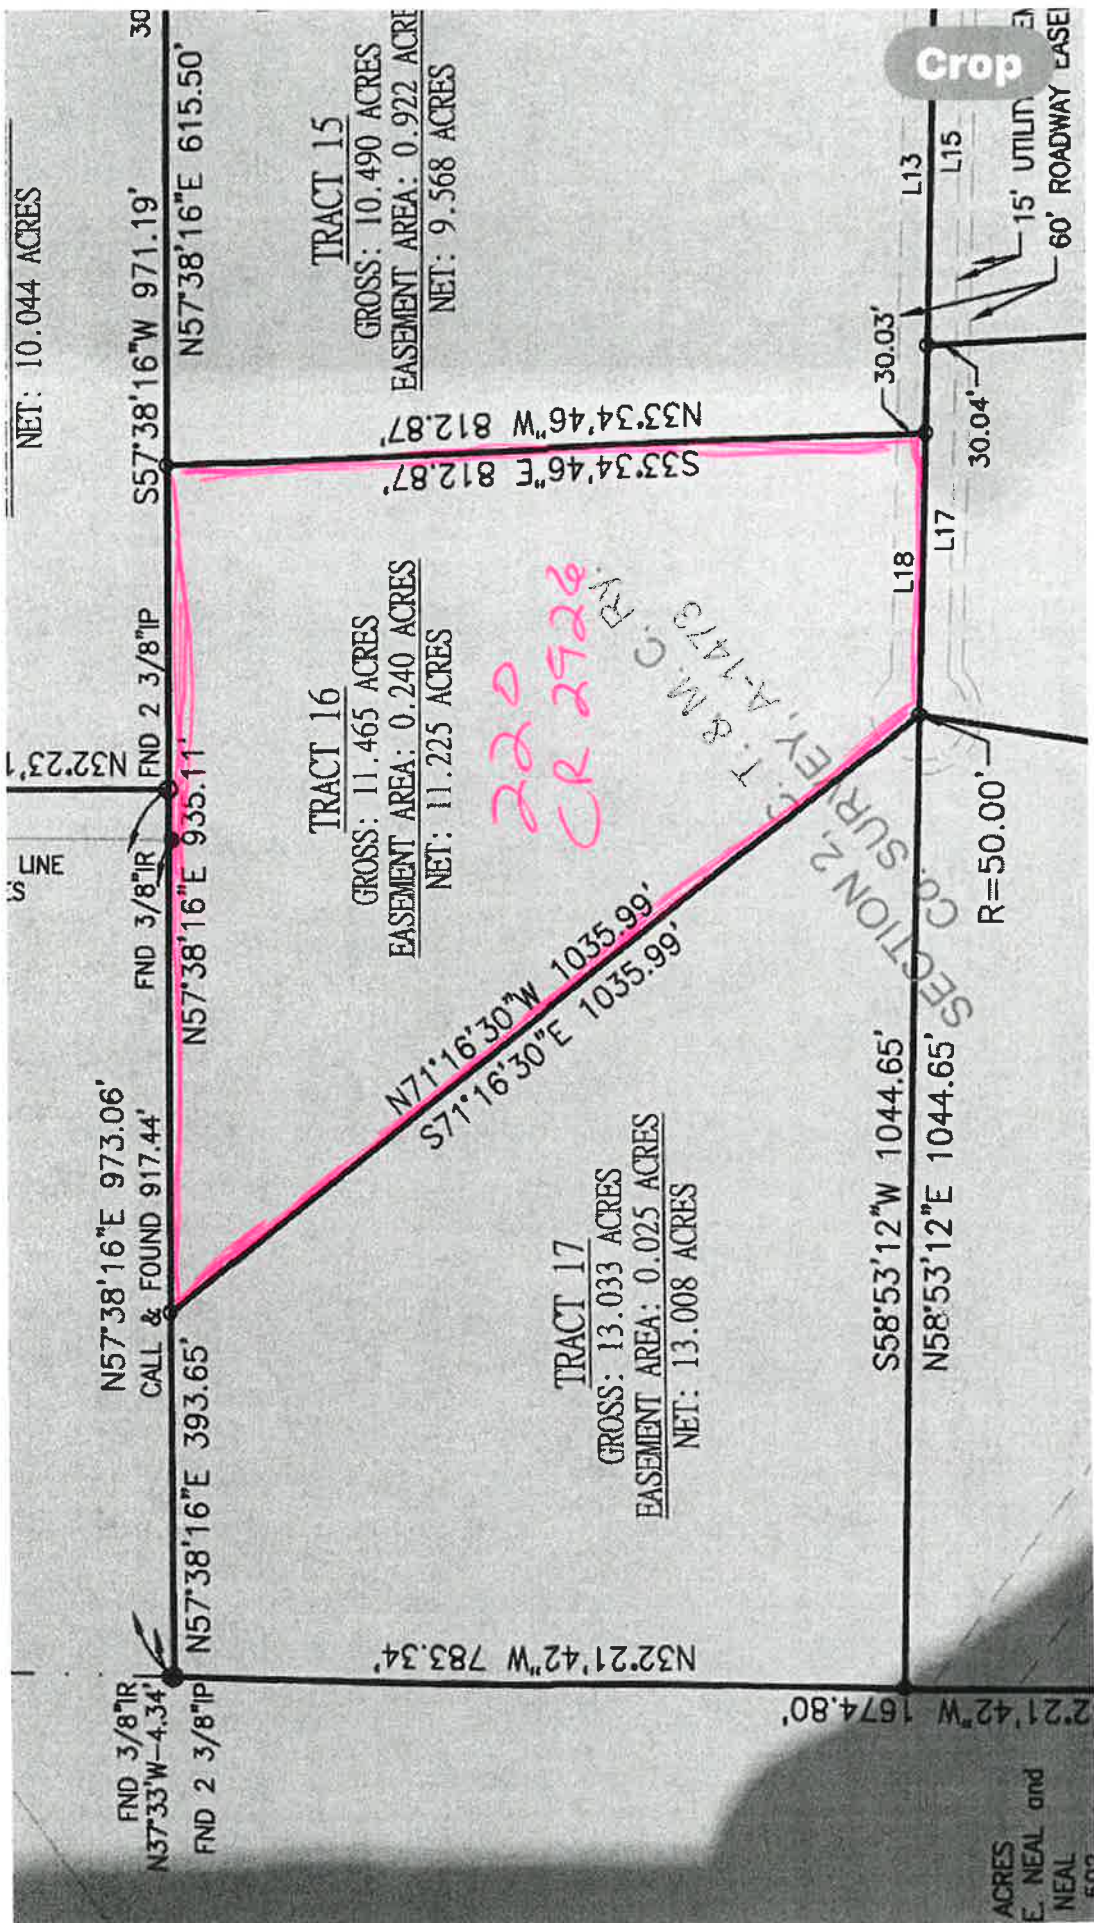 NET: 10.044 ACRES
30
S57°38'16"W 971.19'
N57°38'16"E 615.50'
TRACT 15
GROSS: 10.490 ACRES
EASEMENT AREA: 0.922 ACRE
NET: 9.568 ACRES
Crop
L13
L15
15' UTILIT
60' ROADWAY EASE
30.03'
30.04'
N33°34'46"W 812.87'
S33°34'46"E 812.87'
N32°23'1
FND 2 3/8"IP
FND 3/8"IR
LINE
N57°38'16"E 935.11'
TRACT 16
GROSS: 11.465 ACRES
EASEMENT AREA: 0.240 ACRES
NET: 11.225 ACRES
220
CR 2926
L18
L17
SECTION 2, C. T. & M. C. RY.
CO. SURVEY, A-1473
R=50.00'
N71°16'30"W 1035.99'
S71°16'30"E 1035.99'
N57°38'16"E 973.06'
CALL & FOUND 917.44'
N57°38'16"E 393.65'
TRACT 17
GROSS: 13.033 ACRES
EASEMENT AREA: 0.025 ACRES
NET: 13.008 ACRES
S58°53'12"W 1044.65'
N58°53'12"E 1044.65'
FND 3/8"IR
N37°33'W-4.34'
FND 2 3/8"IP
N32°21'42"W 783.34'
2°21'42"W 1674.80'
ACRES
E. NEAL and
NEAL